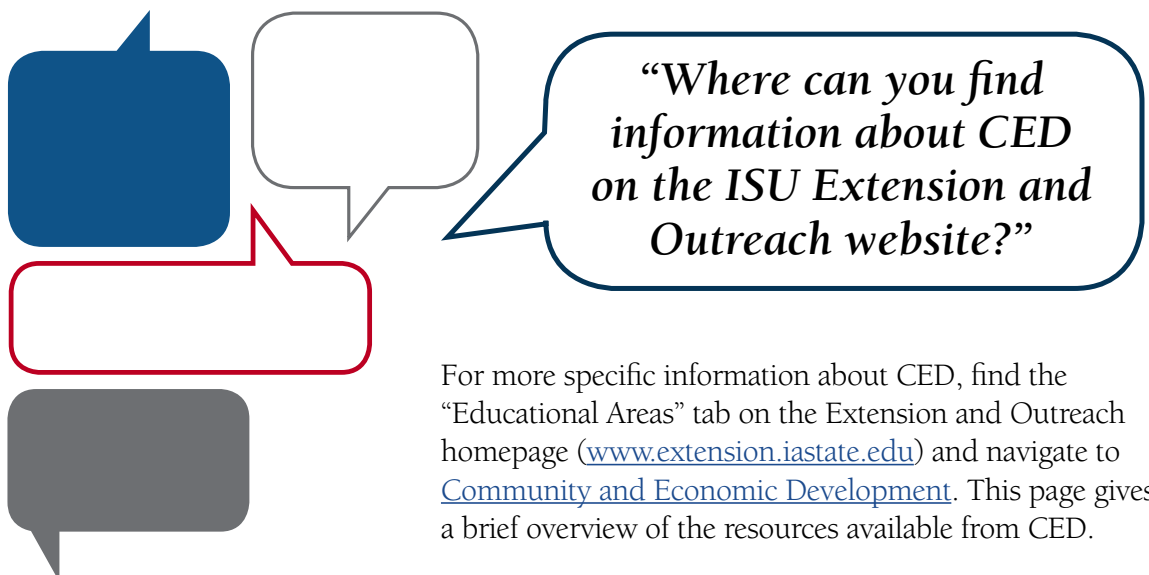 “Where can you find
information about CED
on the ISU Extension and
Outreach website?”
For more specific information about CED, find the
“Educational Areas” tab on the Extension and Outreach
homepage (www.extension.iastate.edu) and navigate to
Community and Economic Development. This page gives
a brief overview of the resources available from CED.